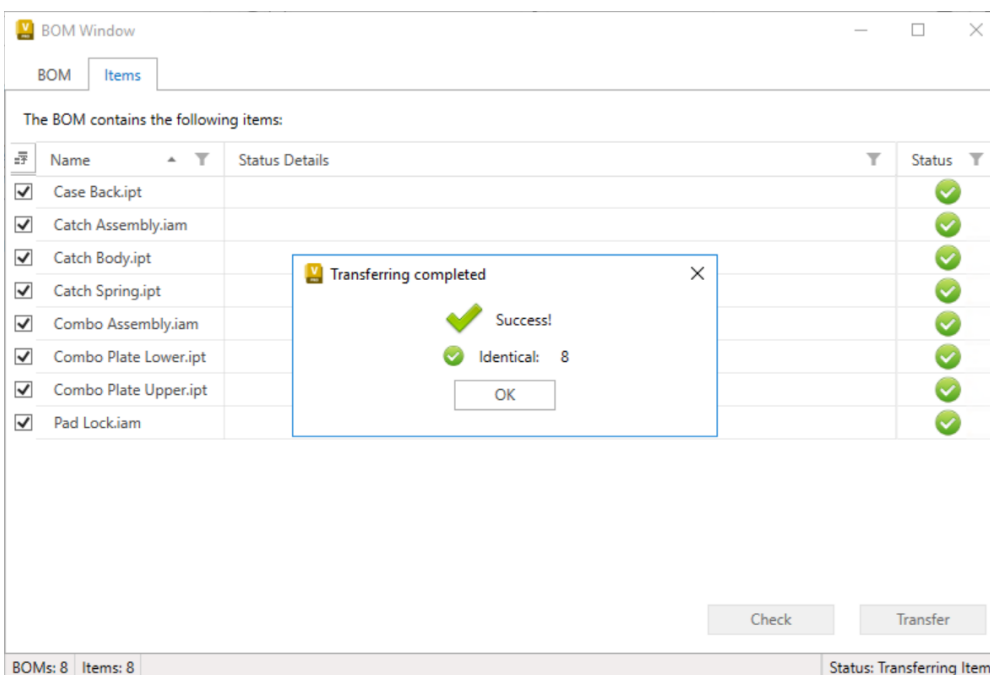 BOM Window
BOM Items
The BOM contains the following items:
Name Status Details Status
Case Back.ipt
Catch Assembly.iam
Catch Body.ipt
Catch Spring.ipt
Combo Assembly.iam
Combo Plate Lower.ipt
Combo Plate Upper.ipt
Pad Lock.iam
Transferring completed
Success!
Identical: 8
OK
Check Transfer
BOMs: 8 Items: 8 Status: Transferring Item